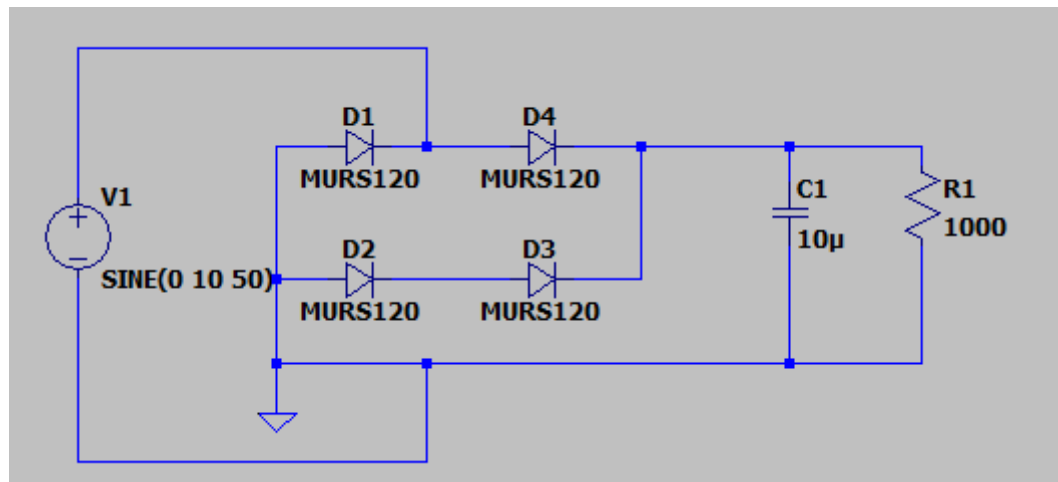 D1
D4
MURS120
MURS120
V1
C1
R1
+
10µ
1000
D2
D3
SINE(0 10 50)
MURS120
MURS120